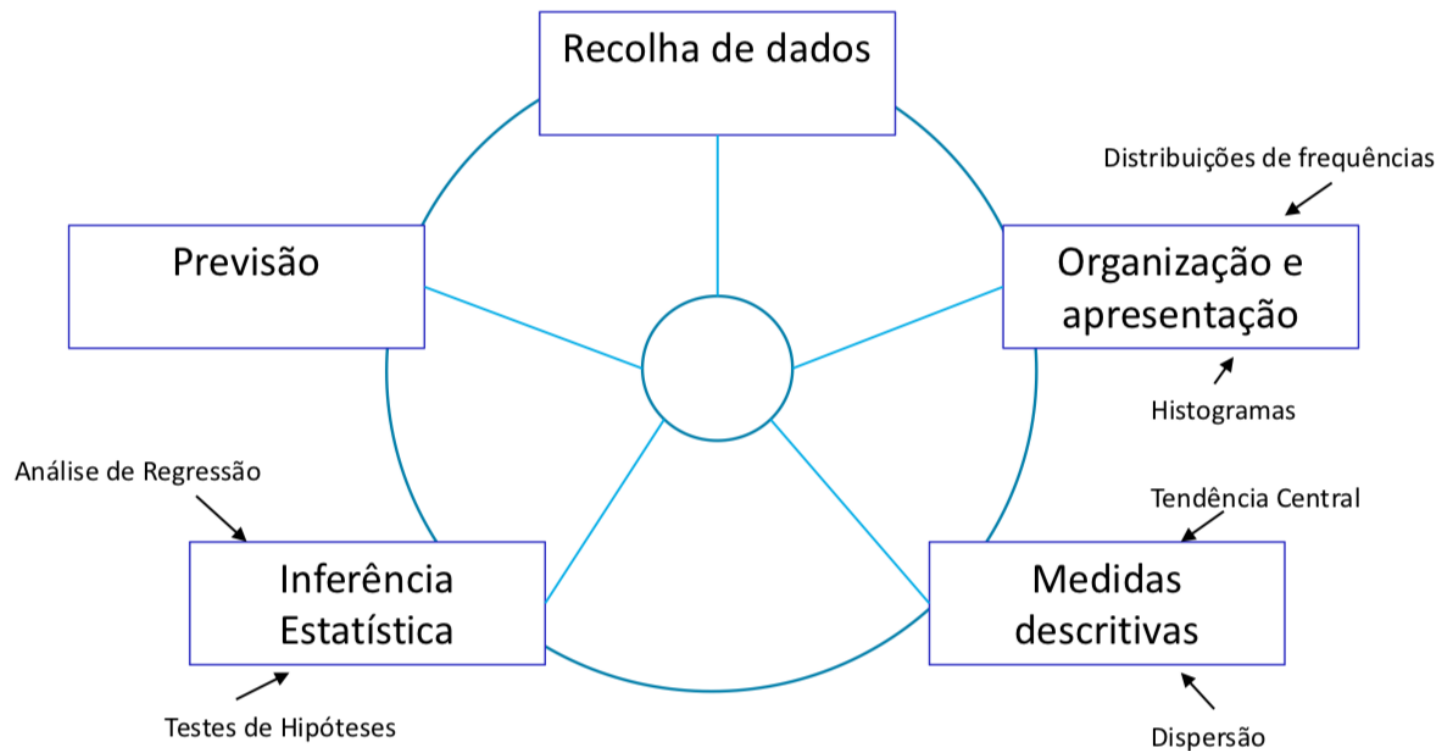 Recolha de dados
Distribuições de frequências
Previsão
Organização e
apresentação
Histogramas
Análise de Regressão
Tendência Central
Inferência
Estatística
Medidas
descritivas
Testes de Hipóteses
Dispersão